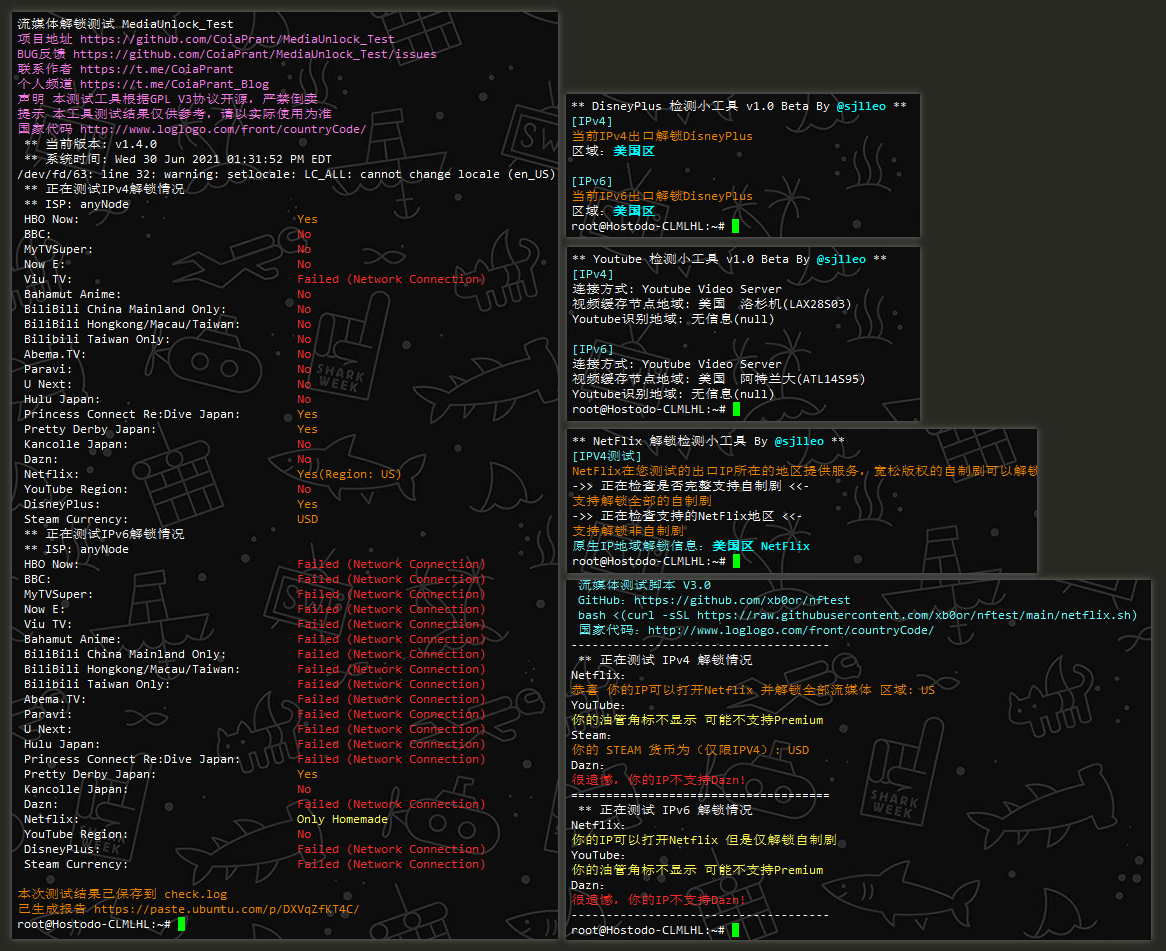 流媒体解锁测试 MediaUnlock_Test
项目地址 https://github.com/CoiaPrant/MediaUnlock_Test
BUG反馈 https://github.com/CoiaPrant/MediaUnlock_Test/issues
联系作者 https://t.me/CoiaPrant
个人频道 https://t.me/CoiaPrant_Blog
声明 本测试工具根据GPL V3协议开源，严禁倒卖
提示 本工具测试结果仅供参考，请以实际使用为准
国家代码 http://www.loglogo.com/front/countryCode/
** 当前版本: v1.4.0
** 系统时间: Wed 30 Jun 2021 01:31:52 PM EDT
/dev/fd/63: line 32: warning: setlocale: LC_ALL: cannot change locale (en_US)
** 正在测试IPv4解锁情况
** ISP: anyNode
HBO Now: Yes
BBC: No
MyTVSuper: No
Now E: No
Viu TV: Failed (Network Connection)
Bahamut Anime: No
BiliBili China Mainland Only: No
BiliBili Hongkong/Macau/Taiwan: No
Bilibili Taiwan Only: No
Abema.TV: No
Paravi: No
U Next: No
Hulu Japan: No
Princess Connect Re:Dive Japan: Yes
Pretty Derby Japan: Yes
Kancolle Japan: No
Dazn: No
Netflix: Yes(Region: US)
YouTube Region: No
DisneyPlus: Yes
Steam Currency: USD
** 正在测试IPv6解锁情况
** ISP: anyNode
HBO Now: Failed (Network Connection)
BBC: Failed (Network Connection)
MyTVSuper: Failed (Network Connection)
Now E: Failed (Network Connection)
Viu TV: Failed (Network Connection)
Bahamut Anime: Failed (Network Connection)
BiliBili China Mainland Only: Failed (Network Connection)
BiliBili Hongkong/Macau/Taiwan: Failed (Network Connection)
Bilibili Taiwan Only: Failed (Network Connection)
Abema.TV: Failed (Network Connection)
Paravi: Failed (Network Connection)
U Next: Failed (Network Connection)
Hulu Japan: Failed (Network Connection)
Princess Connect Re:Dive Japan: Failed (Network Connection)
Pretty Derby Japan: Yes
Kancolle Japan: No
Dazn: Failed (Network Connection)
Netflix: Only Homemade
YouTube Region: No
DisneyPlus: Failed (Network Connection)
Steam Currency: Failed (Network Connection)
本次测试结果已保存到 check.log
已生成报告 https://paste.ubuntu.com/p/DXVqZfKT4C/
root@Hostodo-CLMLHL:~#
** DisneyPlus 检测小工具 v1.0 Beta By @sjlleo **
[IPv4]
当前IPv4出口解锁DisneyPlus
区域: 美国区
[IPv6]
当前IPv6出口解锁DisneyPlus
区域: 美国区
root@Hostodo-CLMLHL:~#
** Youtube 检测小工具 v1.0 Beta By @sjlleo **
[IPv4]
连接方式: Youtube Video Server
视频缓存节点地域: 美国 洛杉机(LAX28S03)
Youtube识别地域: 无信息(null)
[IPv6]
连接方式: Youtube Video Server
视频缓存节点地域: 美国 阿特兰大(ATL14S95)
Youtube识别地域: 无信息(null)
root@Hostodo-CLMLHL:~#
** NetFlix 解锁检测小工具 By @sjlleo **
[IPV4测试]
NetFlix在您测试的出口IP所在的地区提供服务，宽松版权的自制剧可以解锁
->> 正在检查是否完整支持自制剧 <<-
支持解锁全部的自制剧
->> 正在检查支持的NetFlix地区 <<-
支持解锁非自制剧
原生IP地域解锁信息：美国区 NetFlix
root@Hostodo-CLMLHL:~#
流媒体测试脚本 V3.0
GitHub：https://github.com/xb0or/nftest
bash <(curl -sSL https://raw.githubusercontent.com/xb0or/nftest/main/netflix.sh)
国家代码：http://www.loglogo.com/front/countryCode/
-------------------------------------
** 正在测试 IPv4 解锁情况
Netflix：
恭喜 你的IP可以打开Netflix 并解锁全部流媒体 区域: US
YouTube：
你的油管角标不显示 可能不支持Premium
Steam：
你的 STEAM 货币为（仅限IPV4）: USD
Dazn：
很遗憾，你的IP不支持Dazn!
=====================================
** 正在测试 IPv6 解锁情况
Netflix：
你的IP可以打开Netflix 但是仅解锁自制剧
YouTube：
你的油管角标不显示 可能不支持Premium
Dazn：
很遗憾，你的IP不支持Dazn!
-------------------------------------
root@Hostodo-CLMLHL:~#
SHARK
WEEK